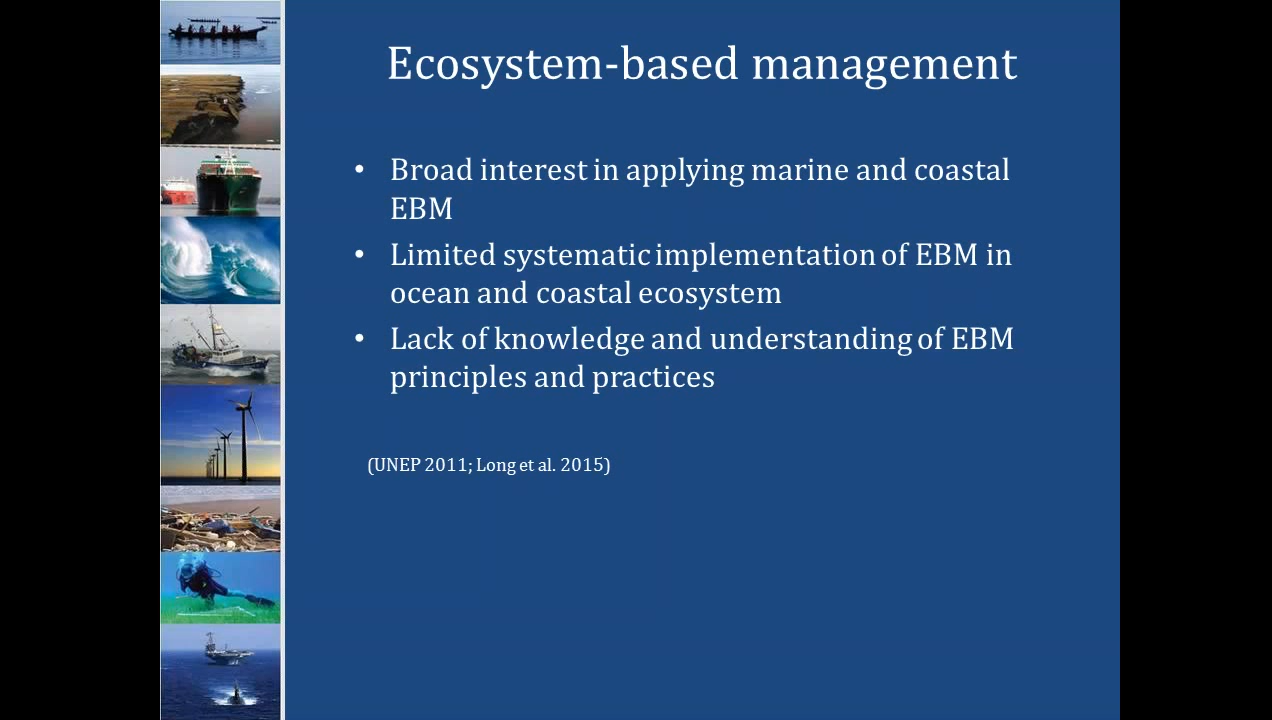 Ecosystem-based management
• Broad interest in applying marine and coastal
EBM
• Limited systematic implementation of EBM in
ocean and coastal ecosystem
• Lack of knowledge and understanding of EBM
principles and practices
(UNEP 2011; Long et al. 2015)